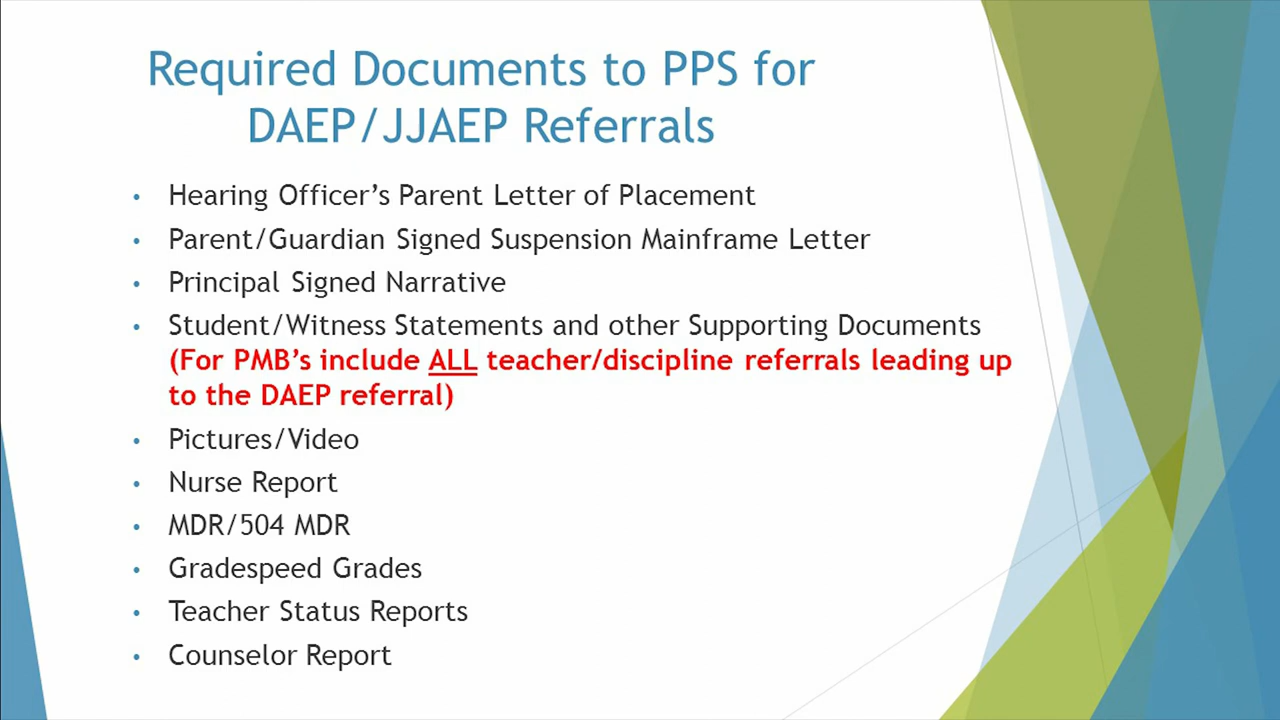 Required Documents to PPS for
DAEP/JJAEP Referrals
• Hearing Officer's Parent Letter of Placement
• Parent/Guardian Signed Suspension Mainframe Letter
• Principal Signed Narrative
• Student/Witness Statements and other Supporting Documents
(For PMB's include ALL teacher/discipline referrals leading up
to the DAEP referral)
• Pictures/Video
• Nurse Report
• MDR/504 MDR
• Gradespeed Grades
• Teacher Status Reports
• Counselor Report